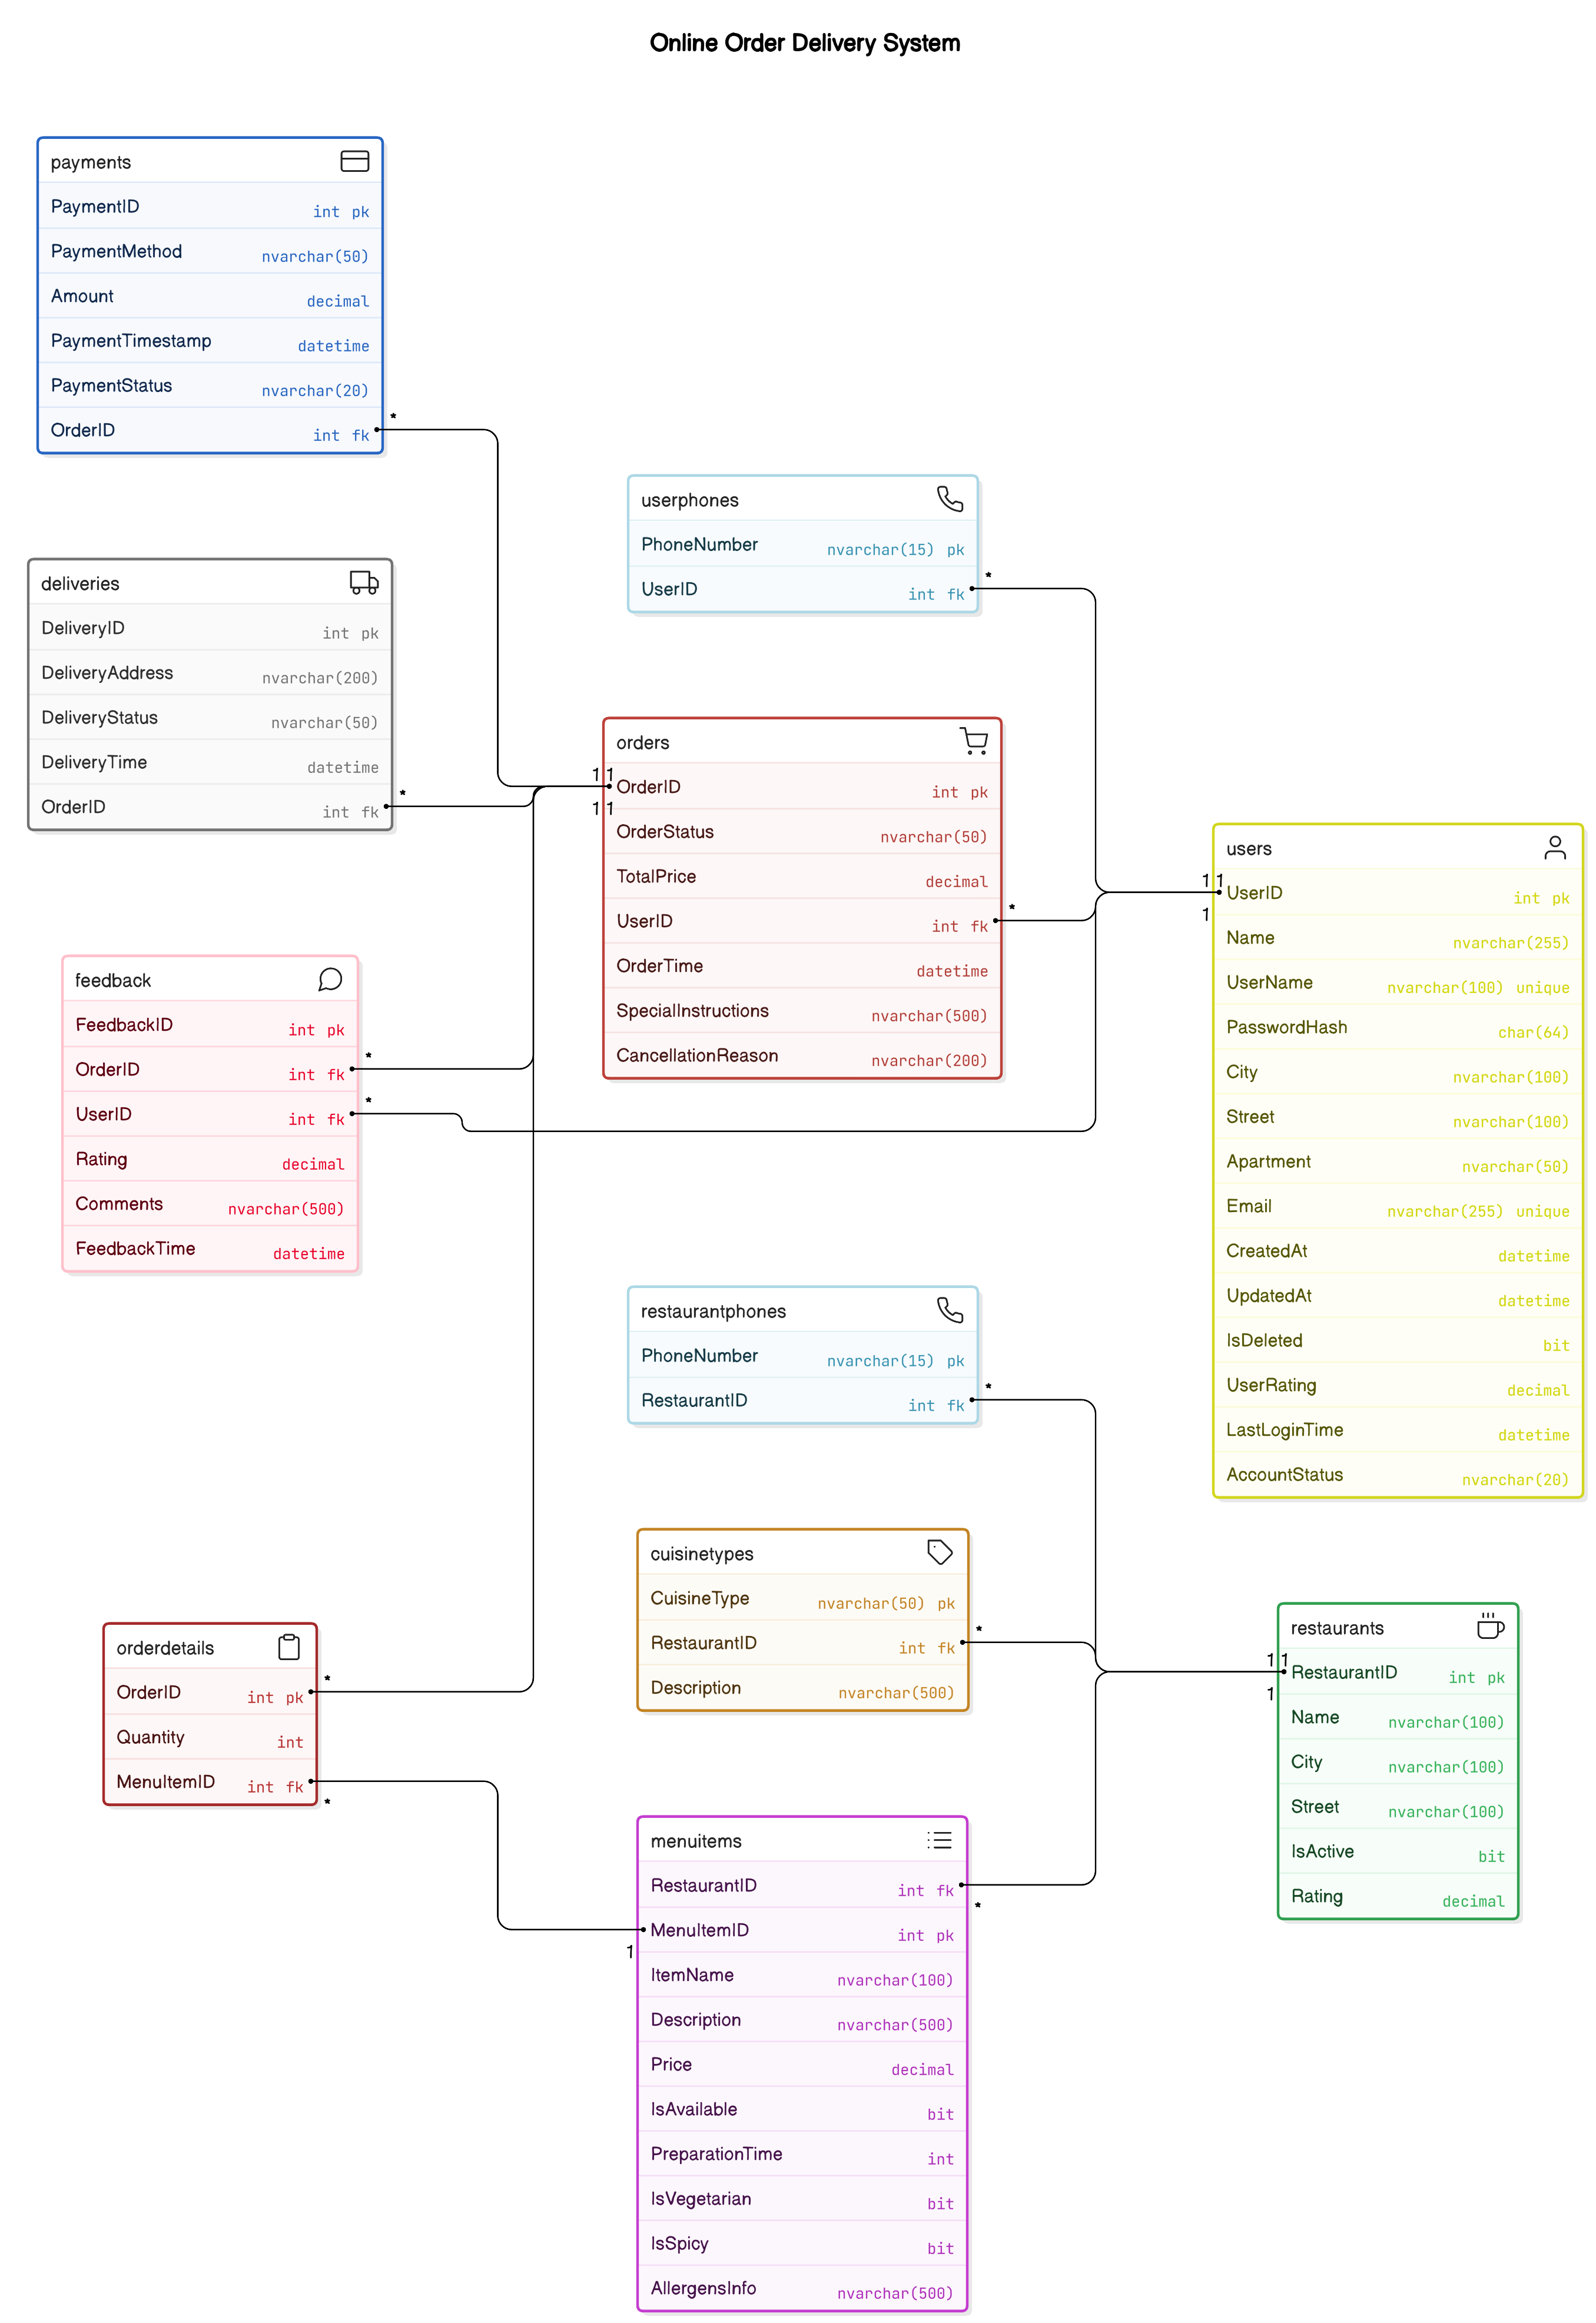 Online Order Delivery System
payments
PaymentID int pk
PaymentMethod nvarchar(50)
Amount decimal
PaymentTimestamp datetime
PaymentStatus nvarchar(20)
OrderID int fk
*
deliveries
DeliveryID int pk
DeliveryAddress nvarchar(200)
DeliveryStatus nvarchar(50)
DeliveryTime datetime
OrderID int fk
*
userphones
PhoneNumber nvarchar(15) pk
UserID int fk
*
orders
1 1
OrderID int pk
1 1
OrderStatus nvarchar(50)
TotalPrice decimal
UserID int fk
*
OrderTime datetime
SpecialInstructions nvarchar(500)
CancellationReason nvarchar(200)
users
1 1
UserID int pk
1
Name nvarchar(255)
UserName nvarchar(100) unique
PasswordHash char(64)
City nvarchar(100)
Street nvarchar(100)
Apartment nvarchar(50)
Email nvarchar(255) unique
CreatedAt datetime
UpdatedAt datetime
IsDeleted bit
UserRating decimal
LastLoginTime datetime
AccountStatus nvarchar(20)
feedback
FeedbackID int pk
OrderID int fk
*
UserID int fk
*
Rating decimal
Comments nvarchar(500)
FeedbackTime datetime
restaurantphones
PhoneNumber nvarchar(15) pk
RestaurantID int fk
*
cuisinetypes
CuisineType nvarchar(50) pk
RestaurantID int fk
*
Description nvarchar(500)
restaurants
1 1
RestaurantID int pk
1
Name nvarchar(100)
City nvarchar(100)
Street nvarchar(100)
IsActive bit
Rating decimal
orderdetails
OrderID int pk
*
Quantity int
MenuItemID int fk
*
menuitems
RestaurantID int fk
*
MenuItemID int pk
1
ItemName nvarchar(100)
Description nvarchar(500)
Price decimal
IsAvailable bit
PreparationTime int
IsVegetarian bit
IsSpicy bit
AllergensInfo nvarchar(500)